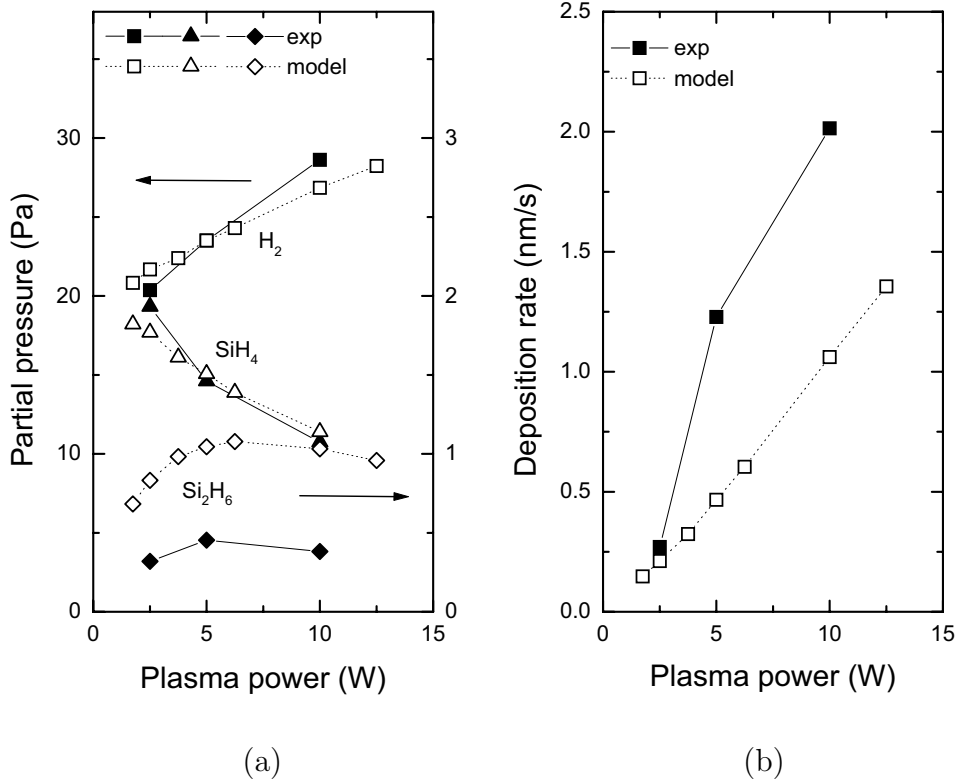 exp
model
30
20
10
0
3
2
1
0
H2
SiH4
Si2H6
0 5 10 15
Partial pressure (Pa)
Plasma power (W)
(a)
exp
model
2.5
2.0
1.5
1.0
0.5
0.0
0 5 10 15
Deposition rate (nm/s)
Plasma power (W)
(b)